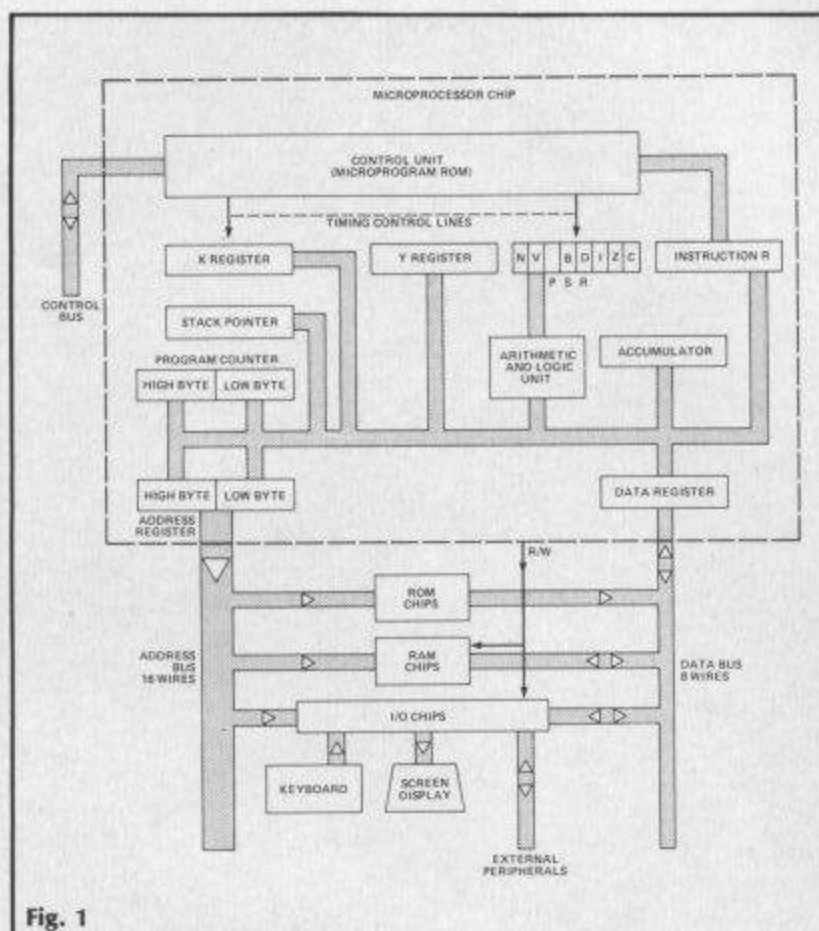 MICROPROCESSOR CHIP
CONTROL UNIT
(MICROPROGRAM ROM)
TIMING CONTROL LINES
X REGISTER
Y REGISTER
N V B D I Z C
P S R
INSTRUCTION R
CONTROL
BUS
STACK POINTER
PROGRAM COUNTER
HIGH BYTE LOW BYTE
ARITHMETIC
AND LOGIC
UNIT
ACCUMULATOR
HIGH BYTE LOW BYTE
ADDRESS
REGISTER
DATA REGISTER
R/W
ROM
CHIPS
ADDRESS
BUS
16 WIRES
RAM
CHIPS
DATA BUS
8 WIRES
I/O CHIPS
KEYBOARD
SCREEN
DISPLAY
EXTERNAL
PERIPHERALS
Fig. 1